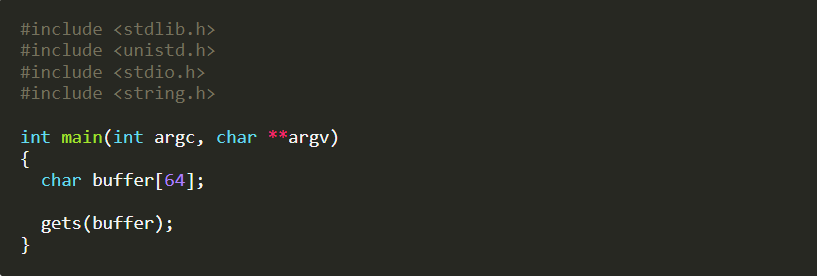 #include <stdlib.h>
#include <unistd.h>
#include <stdio.h>
#include <string.h>

int main(int argc, char **argv)
{
  char buffer[64];

  gets(buffer);
}